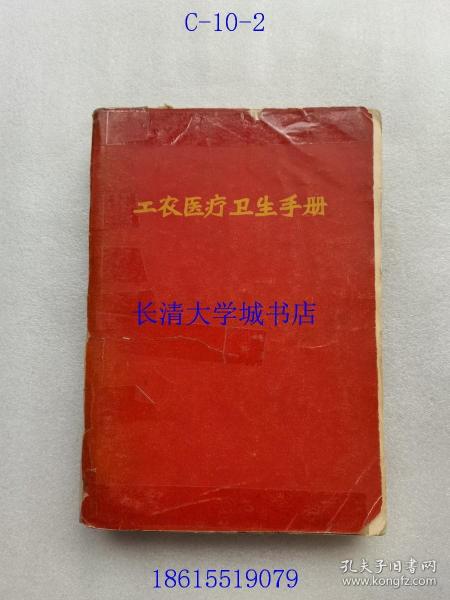 C-10-2
工农医疗卫生手册
长清大学城书店
18615519079
孔夫子旧书网
www.kongfz.com